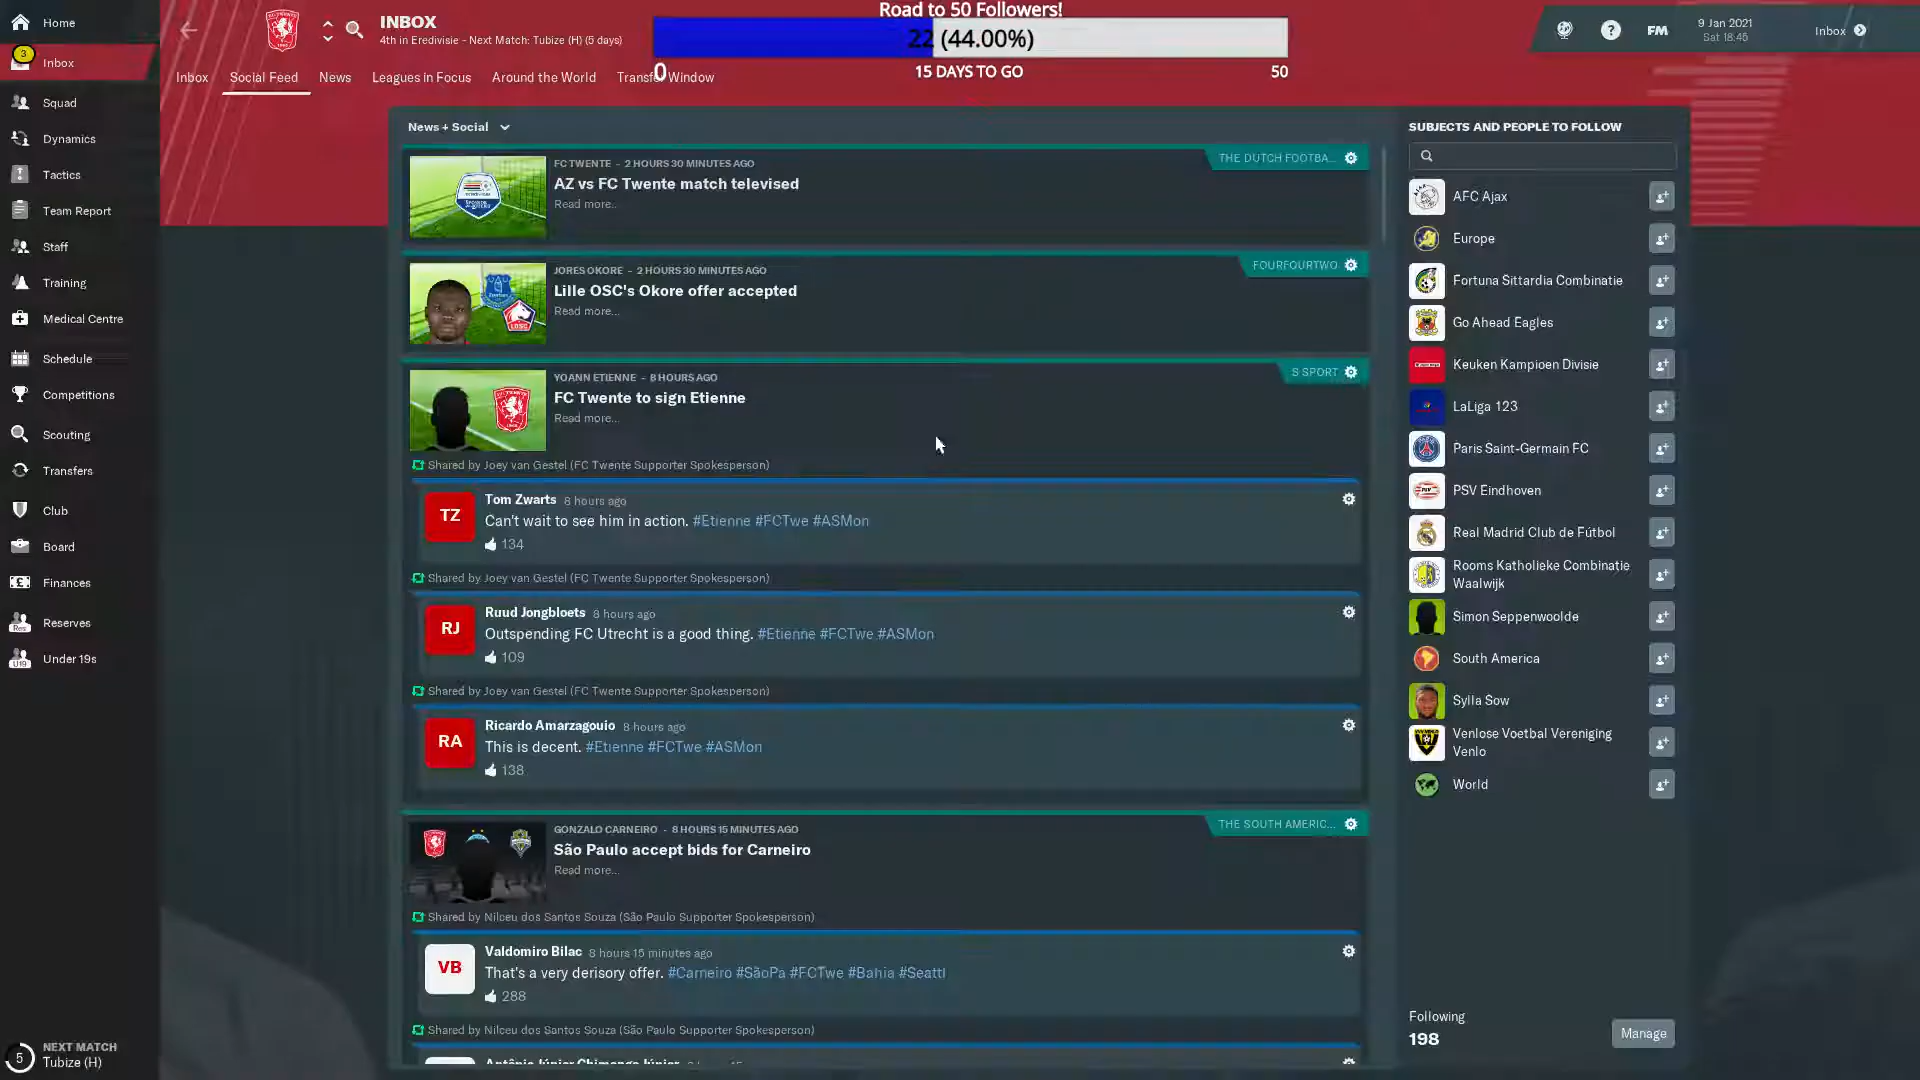 Home
3
Inbox
Squad
Dynamics
Tactics
Team Report
Staff
Training
Medical Centre
Schedule
Competitions
Scouting
Transfers
Club
Board
Finances
Reserves
Under 19s
5
NEXT MATCH
Tubize (H)
INBOX
4th in Eredivisie - Next Match: Tubize (H) (5 days)
Road to 50 Followers!
22 (44.00%)
0
15 DAYS TO GO
50
FM
9 Jan 2021
Sat 18:45
Inbox
Inbox
Social Feed
News
Leagues in Focus
Around the World
Transfer Window
News + Social
FC TWENTE - 2 HOURS 30 MINUTES AGO
THE DUTCH FOOTBA...
AZ vs FC Twente match televised
Read more...
JORES OKORE - 2 HOURS 30 MINUTES AGO
FOURFOURTWO
Lille OSC's Okore offer accepted
Read more...
YOANN ETIENNE - 8 HOURS AGO
S SPORT
FC Twente to sign Etienne
Read more...
Shared by Joey van Gestel (FC Twente Supporter Spokesperson)
TZ
Tom Zwarts 8 hours ago
Can't wait to see him in action. #Etienne #FCTwe #ASMon
134
Shared by Joey van Gestel (FC Twente Supporter Spokesperson)
RJ
Ruud Jongbloets 8 hours ago
Outspending FC Utrecht is a good thing. #Etienne #FCTwe #ASMon
109
Shared by Joey van Gestel (FC Twente Supporter Spokesperson)
RA
Ricardo Amarzagouio 8 hours ago
This is decent. #Etienne #FCTwe #ASMon
138
GONZALO CARNEIRO - 8 HOURS 15 MINUTES AGO
THE SOUTH AMERIC...
São Paulo accept bids for Carneiro
Read more...
Shared by Nilceu dos Santos Souza (São Paulo Supporter Spokesperson)
VB
Valdomiro Bilac 8 hours 15 minutes ago
That's a very derisory offer. #Carneiro #SãoPa #FCTwe #Bahia #Seattl
288
Shared by Nilceu dos Santos Souza (São Paulo Supporter Spokesperson)
SUBJECTS AND PEOPLE TO FOLLOW
AFC Ajax
Europe
Fortuna Sittardia Combinatie
Go Ahead Eagles
Keuken Kampioen Divisie
LaLiga 123
Paris Saint-Germain FC
PSV Eindhoven
Real Madrid Club de Fútbol
Rooms Katholieke Combinatie
Waalwijk
Simon Seppenwoolde
South America
Sylla Sow
Venlose Voetbal Vereniging
Venlo
World
Following
198
Manage